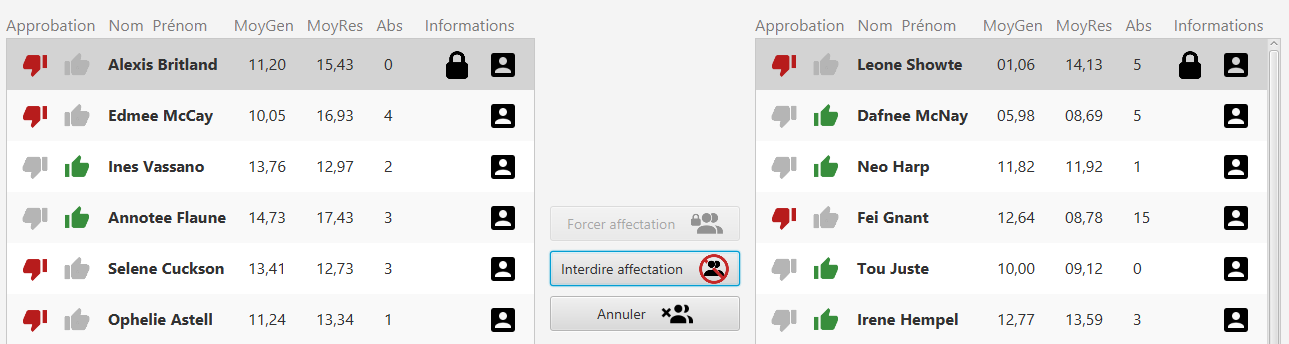 Approbation Nom Prénom MoyGen MoyRes Abs Informations
Alexis Britland 11,20 15,43 0
Edmee McCay 10,05 16,93 4
Ines Vassano 13,76 12,97 2
Annotee Flaune 14,73 17,43 3
Selene Cuckson 13,41 12,73 3
Ophelie Astell 11,24 13,34 1
Forcer affectation
Interdire affectation
Annuler
Approbation Nom Prénom MoyGen MoyRes Abs Informations
Leone Showte 01,06 14,13 5
Dafnee McNay 05,98 08,69 5
Neo Harp 11,82 11,92 1
Fei Gnant 12,64 08,78 15
Tou Juste 10,00 09,12 0
Irene Hempel 12,77 13,59 3